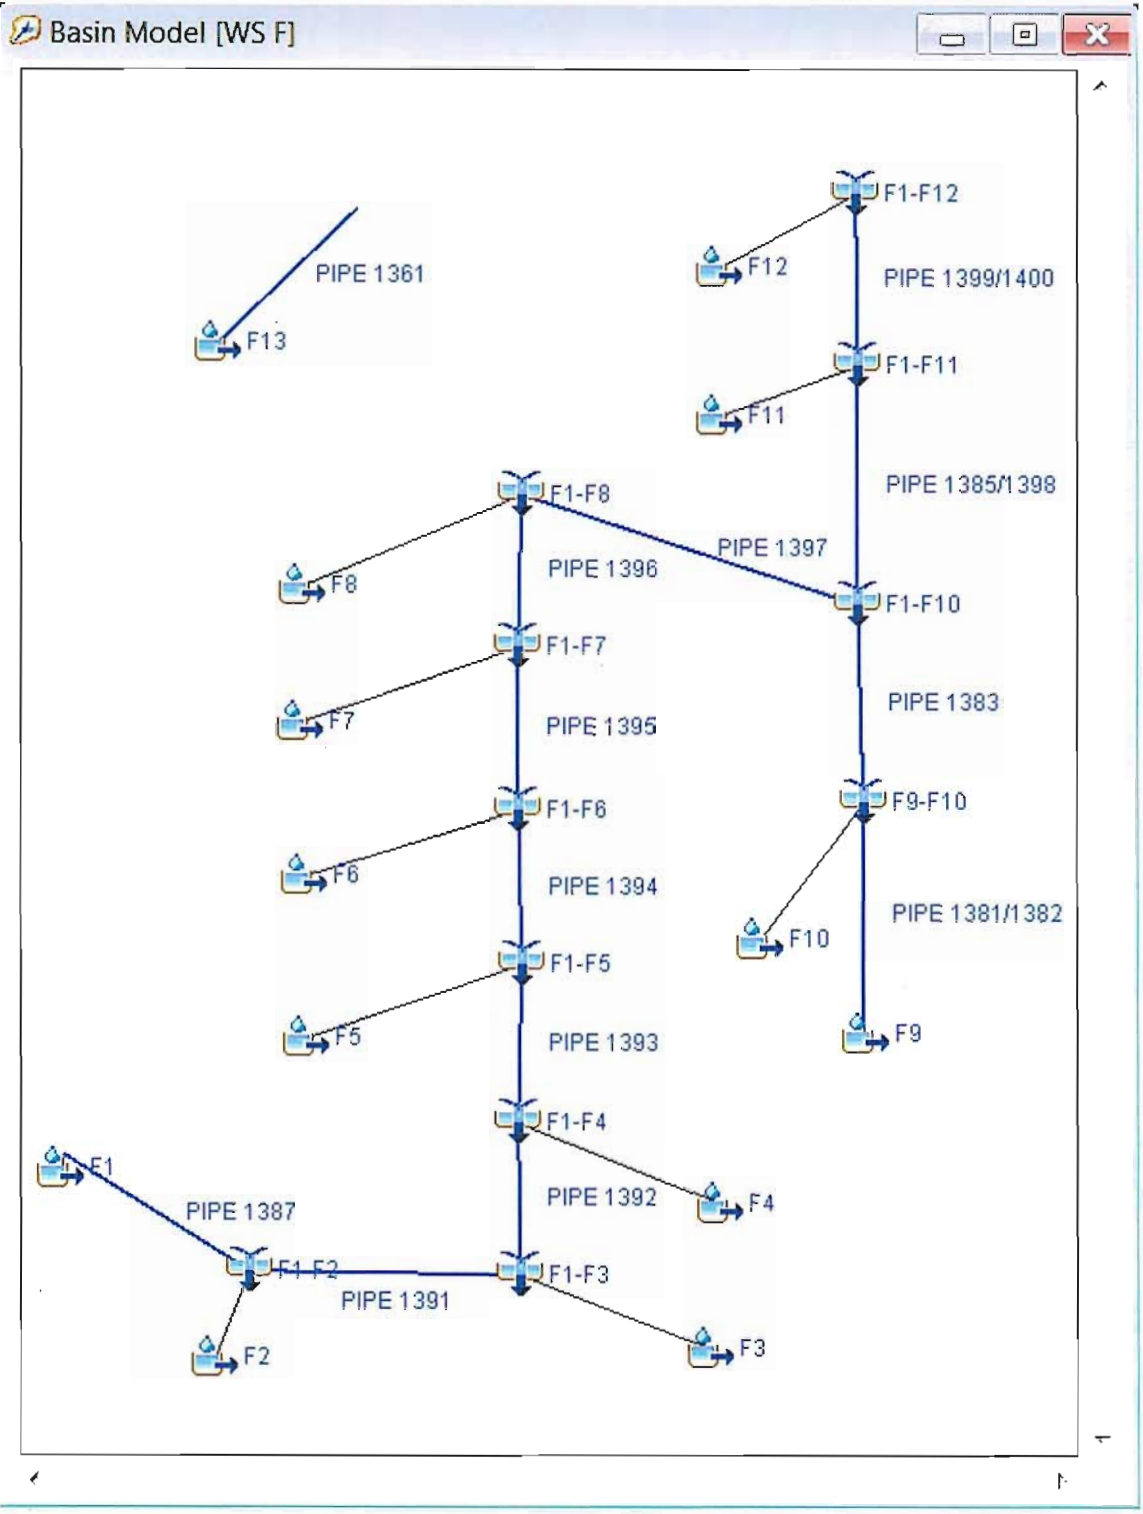 Basin Model [WS F]
F1-F12
F12
PIPE 1361
PIPE 1399/1400
F13
F1-F11
F11
PIPE 1385/1398
F1-F8
PIPE 1397
PIPE 1396
F8
F1-F10
F1-F7
PIPE 1383
F7
PIPE 1395
F9-F10
F1-F6
F6
PIPE 1394
PIPE 1381/1382
F10
F1-F5
F9
F5
PIPE 1393
F1-F4
F1
PIPE 1392
F4
PIPE 1387
F1-F2
F1-F3
PIPE 1391
F3
F2